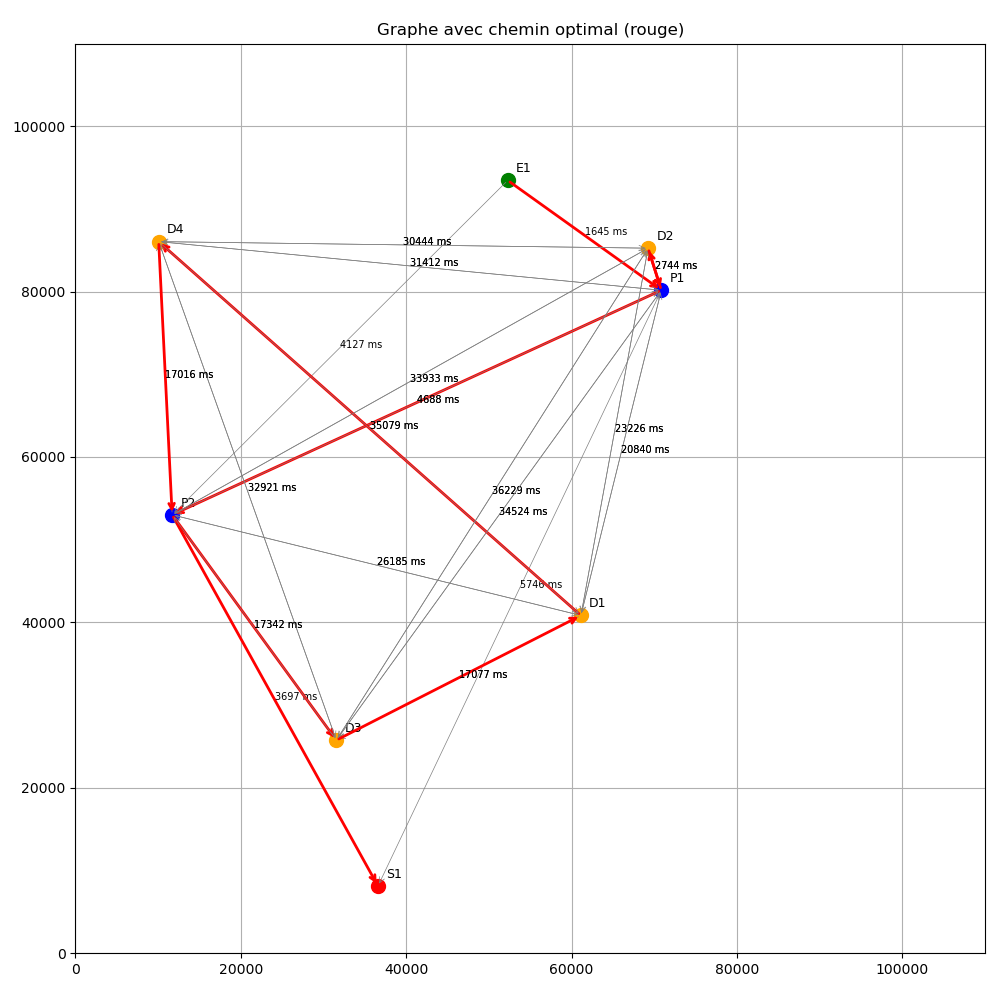 Graphe avec chemin optimal (rouge)
100000
80000
60000
40000
20000
0
E1
D4
1645 ms
D2
30444 ms
31412 ms
2744 ms
P1
4127 ms
17016 ms
33933 ms
4688 ms
35079 ms
23226 ms
20840 ms
32921 ms
36229 ms
P2
34524 ms
26185 ms
5746 ms
D1
17342 ms
17077 ms
3697 ms
D3
S1
0
20000
40000
60000
80000
100000